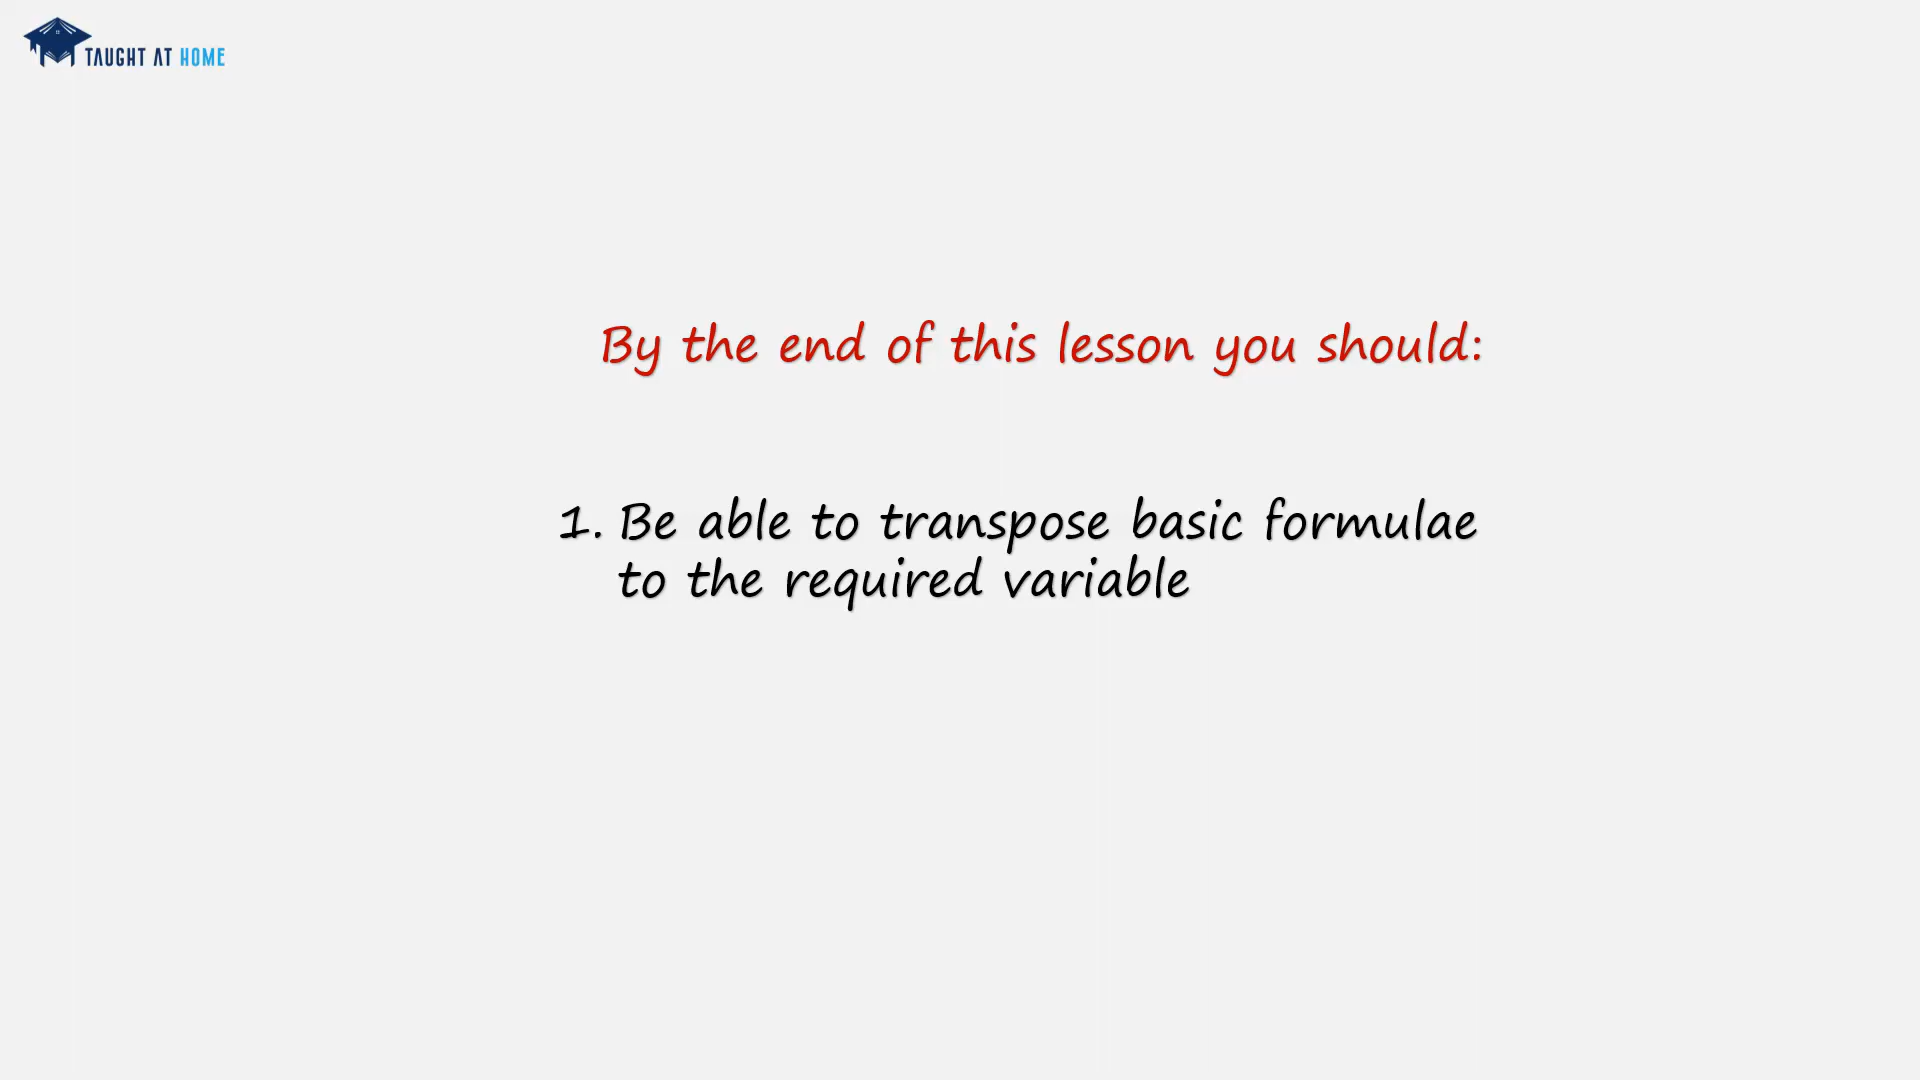 TAUGHT AT HOME
By the end of this lesson you should:
1. Be able to transpose basic formulae
to the required variable